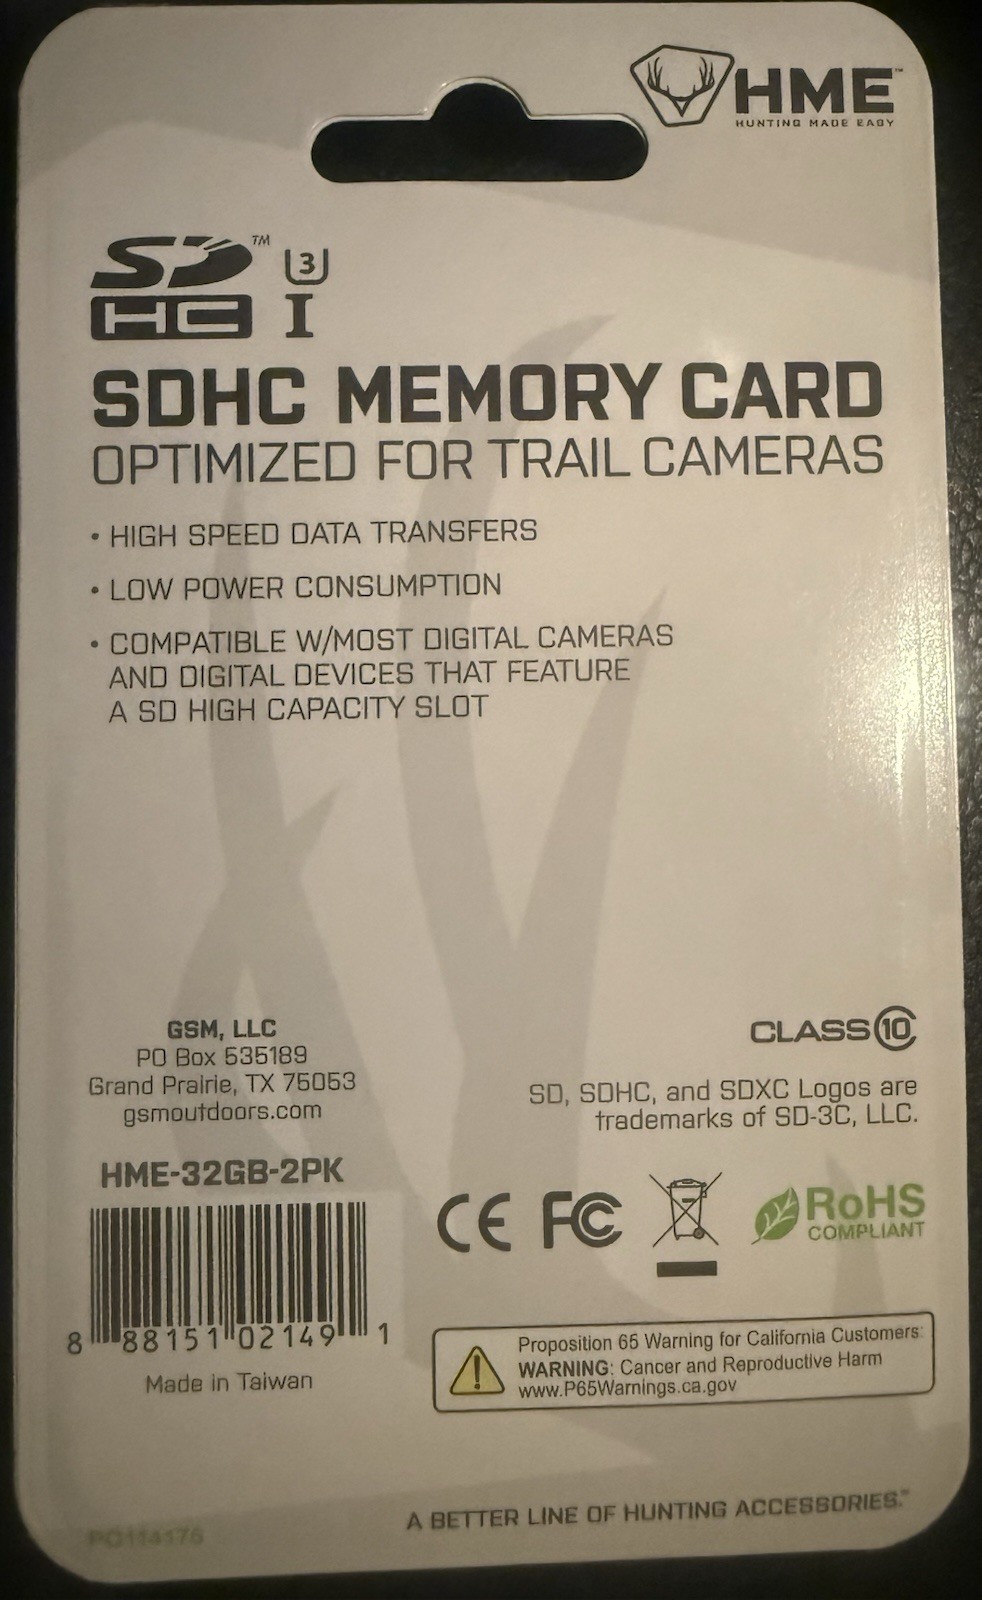 HME™
HUNTING MADE EASY
SD™ 3
HC I
SDHC MEMORY CARD
OPTIMIZED FOR TRAIL CAMERAS
• HIGH SPEED DATA TRANSFERS
• LOW POWER CONSUMPTION
• COMPATIBLE W/MOST DIGITAL CAMERAS
AND DIGITAL DEVICES THAT FEATURE
A SD HIGH CAPACITY SLOT
GSM, LLC
PO Box 535189
Grand Prairie, TX 75053
gsmoutdoors.com
CLASS 10
SD, SDHC, and SDXC Logos are
trademarks of SD-3C, LLC.
HME-32GB-2PK
8 88151 02149 1
Made in Taiwan
CE FC
RoHS
COMPLIANT
Proposition 65 Warning for California Customers:
WARNING: Cancer and Reproductive Harm
www.P65Warnings.ca.gov
A BETTER LINE OF HUNTING ACCESSORIES.™
PO114176